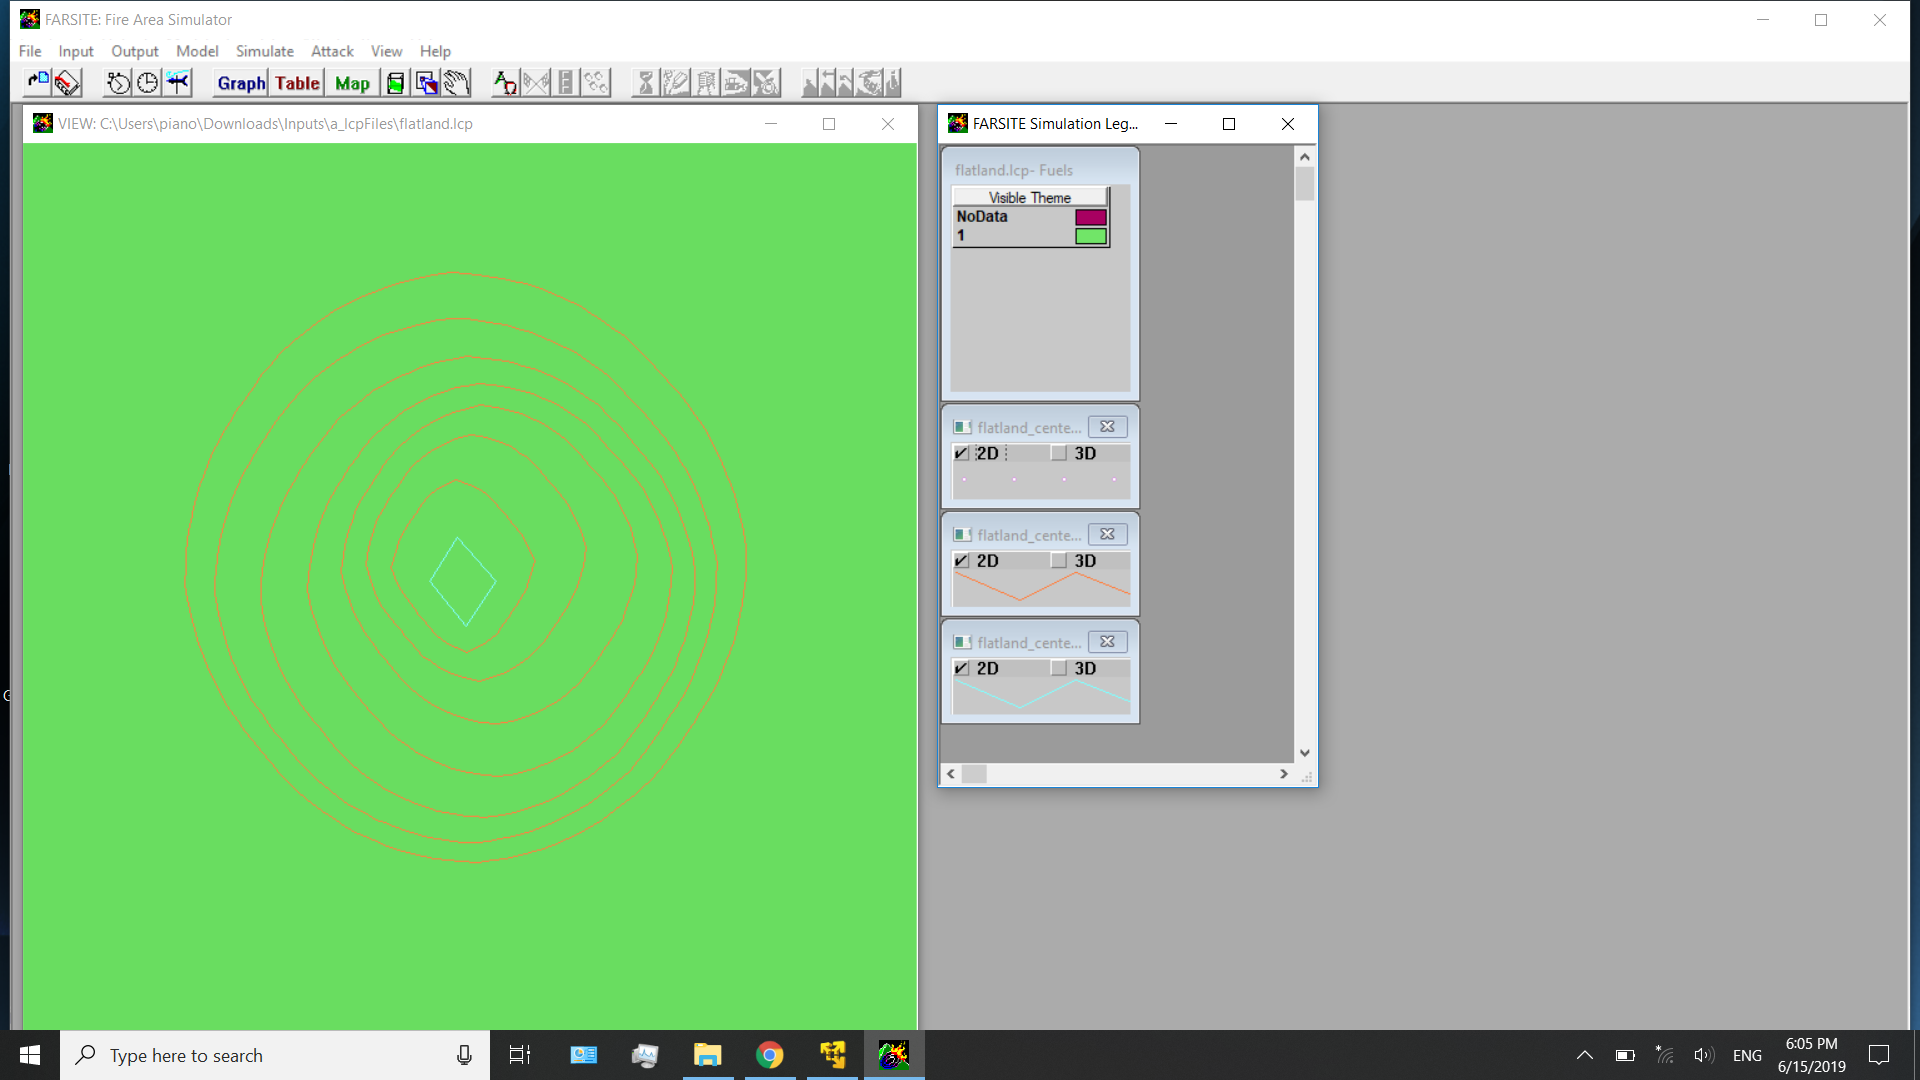 FARSITE: Fire Area Simulator
File Input Output Model Simulate Attack View Help
Graph Table Map
VIEW: C:\Users\piano\Downloads\Inputs\a_lcpFiles\flatland.lcp
FARSITE Simulation Leg...
flatland.lcp- Fuels
Visible Theme
NoData
1
flatland_cente...
2D 3D
flatland_cente...
2D 3D
flatland_cente...
2D 3D
Type here to search
ENG
6:05 PM
6/15/2019